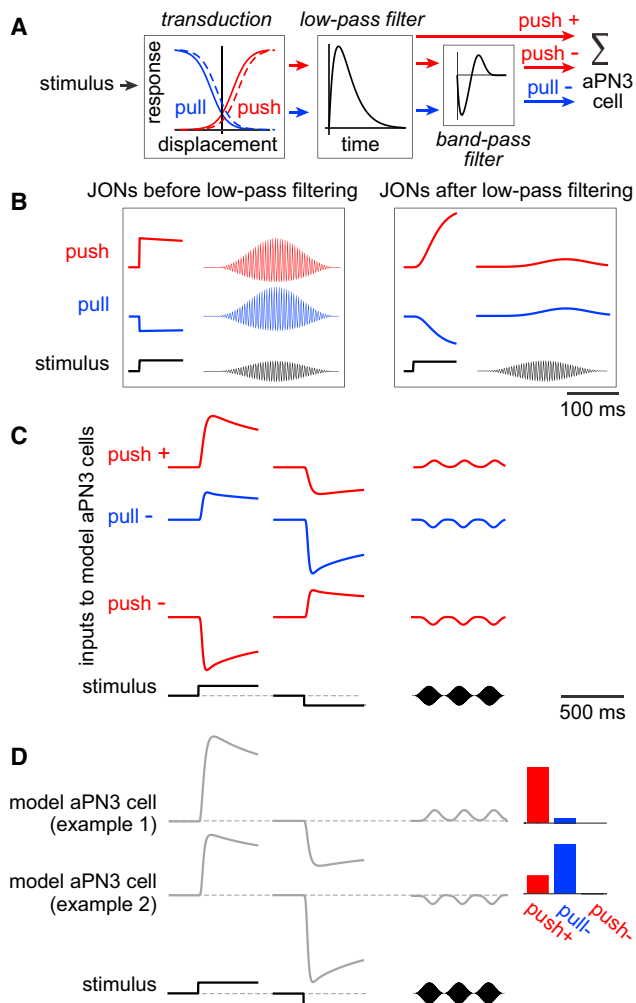 A
transduction
low-pass filter
push +
push -
pull -
∑
aPN3
cell
stimulus
response
pull
push
displacement
time
band-pass
filter
B
JONs before low-pass filtering
JONs after low-pass filtering
push
pull
stimulus
100 ms
C
inputs to model aPN3 cells
push +
pull -
push -
stimulus
500 ms
D
model aPN3 cell
(example 1)
model aPN3 cell
(example 2)
push+
pull-
push-
stimulus